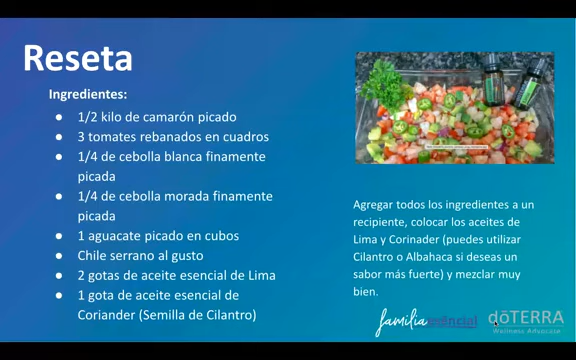 Reseta
Ingredientes:
● 1/2 kilo de camarón picado
● 3 tomates rebanados en cuadros
● 1/4 de cebolla blanca finamente
picada
● 1/4 de cebolla morada finamente
picada
● 1 aguacate picado en cubos
● Chile serrano al gusto
● 2 gotas de aceite esencial de Lima
● 1 gota de aceite esencial de
Coriander (Semilla de Cilantro)
Agregar todos los ingredientes a un
recipiente, colocar los aceites de
Lima y Corinader (puedes utilizar
Cilantro o Albahaca si deseas un
sabor más fuerte) y mezclar muy
bien.
familia esencial
dōTERRA
Wellness Advocate